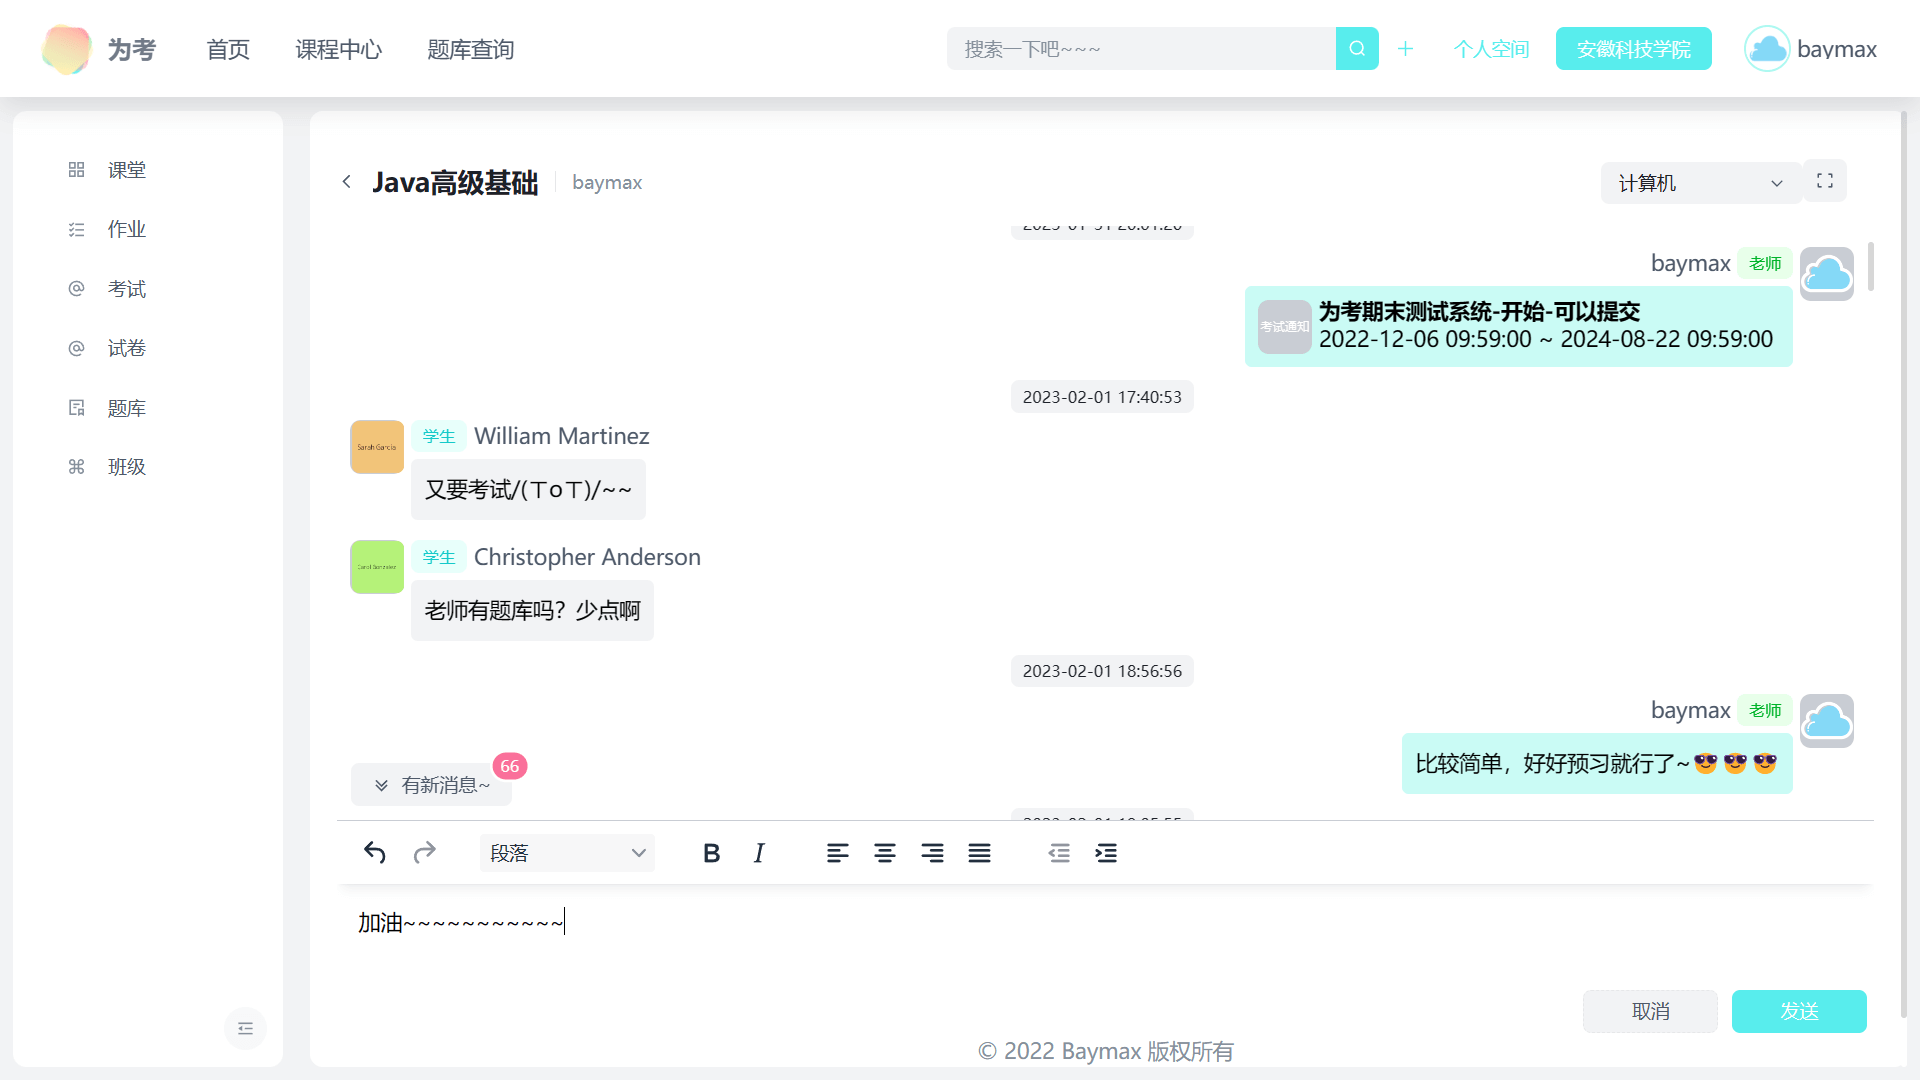 为考
首页
课程中心
题库查询
搜索一下吧~~~
个人空间
安徽科技学院
baymax
课堂
作业
考试
试卷
题库
班级
Java高级基础
baymax
计算机
baymax 老师
考试通知
为考期末测试系统-开始-可以提交
2022-12-06 09:59:00 ~ 2024-08-22 09:59:00
2023-02-01 17:40:53
Sarah Garcia
学生 William Martinez
又要考试/(ㄒoㄒ)/~~
学生 Christopher Anderson
老师有题库吗？少点啊
2023-02-01 18:56:56
baymax 老师
比较简单，好好预习就行了~😎😎😎
66
有新消息~
段落
B
I
加油~~~~~~~~~~~
取消
发送
© 2022 Baymax 版权所有